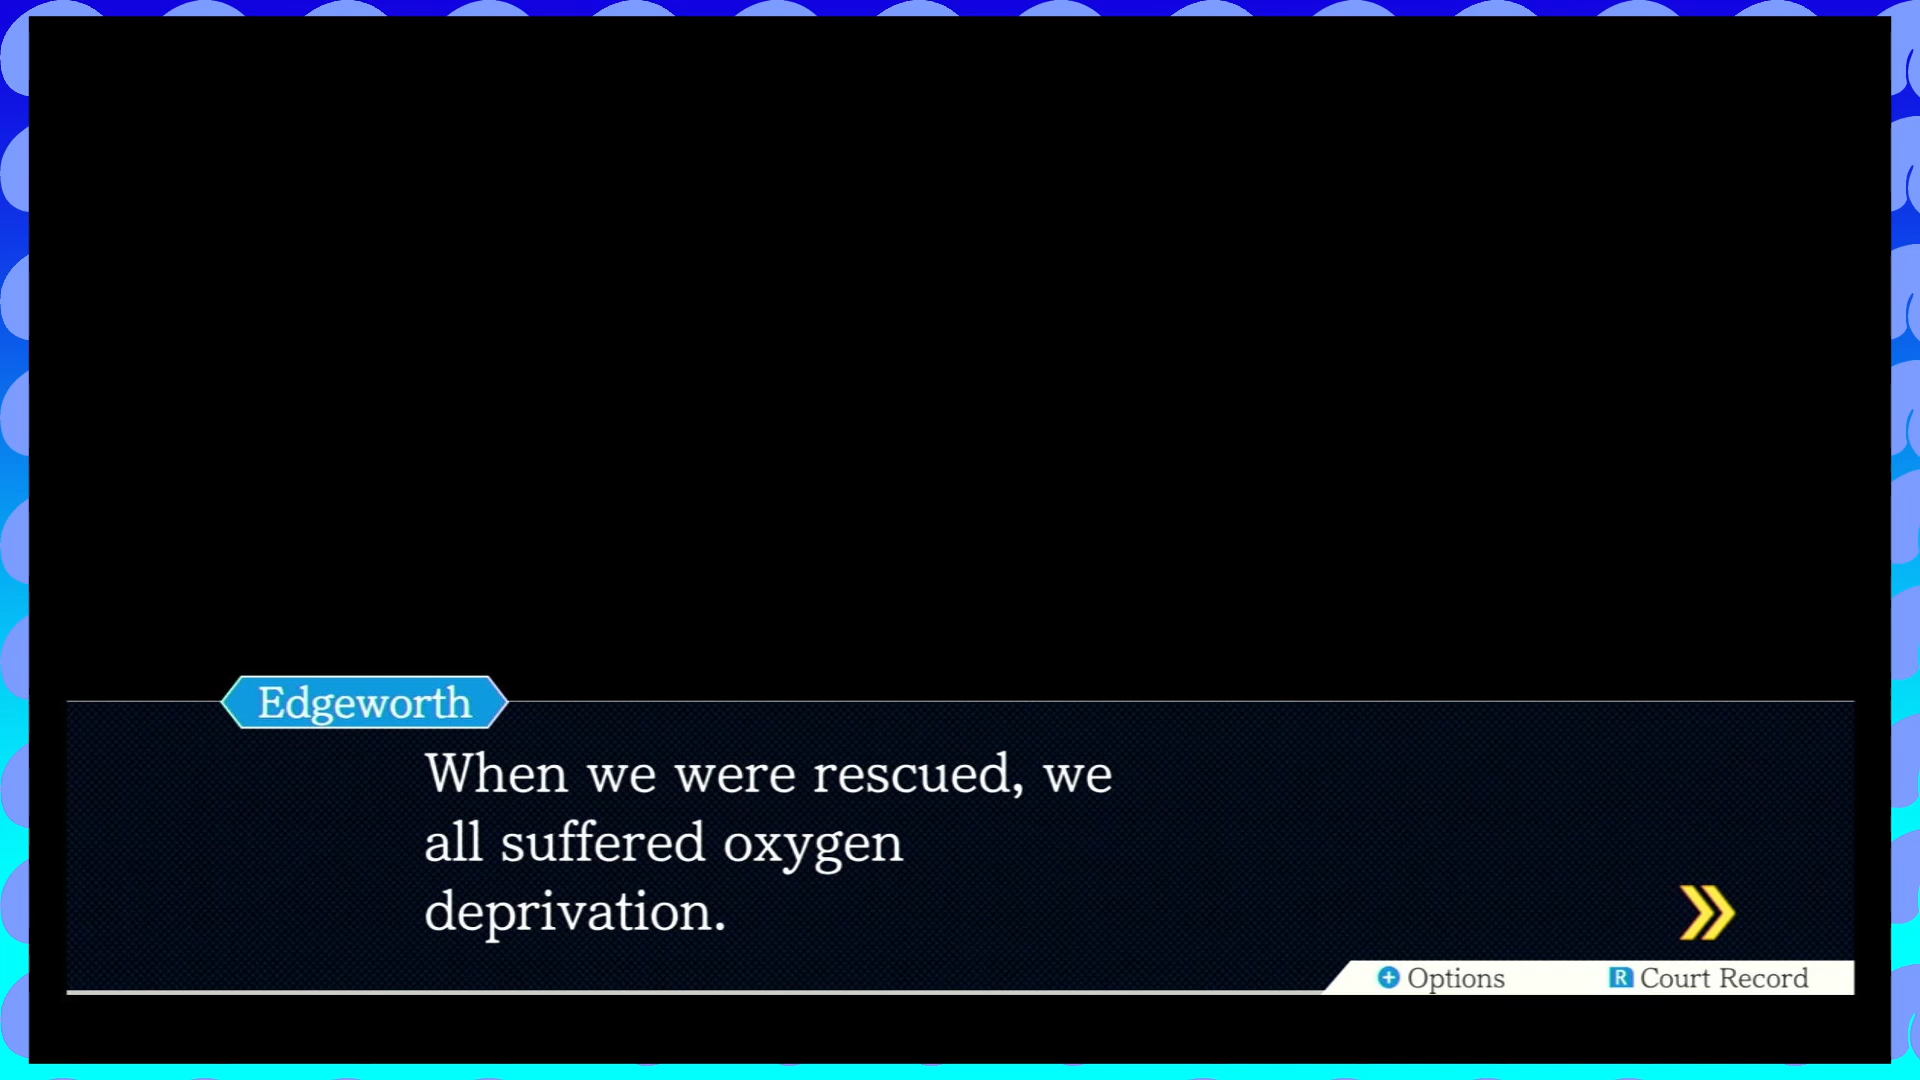 Edgeworth
When we were rescued, we
all suffered oxygen
deprivation.
+ Options
R Court Record